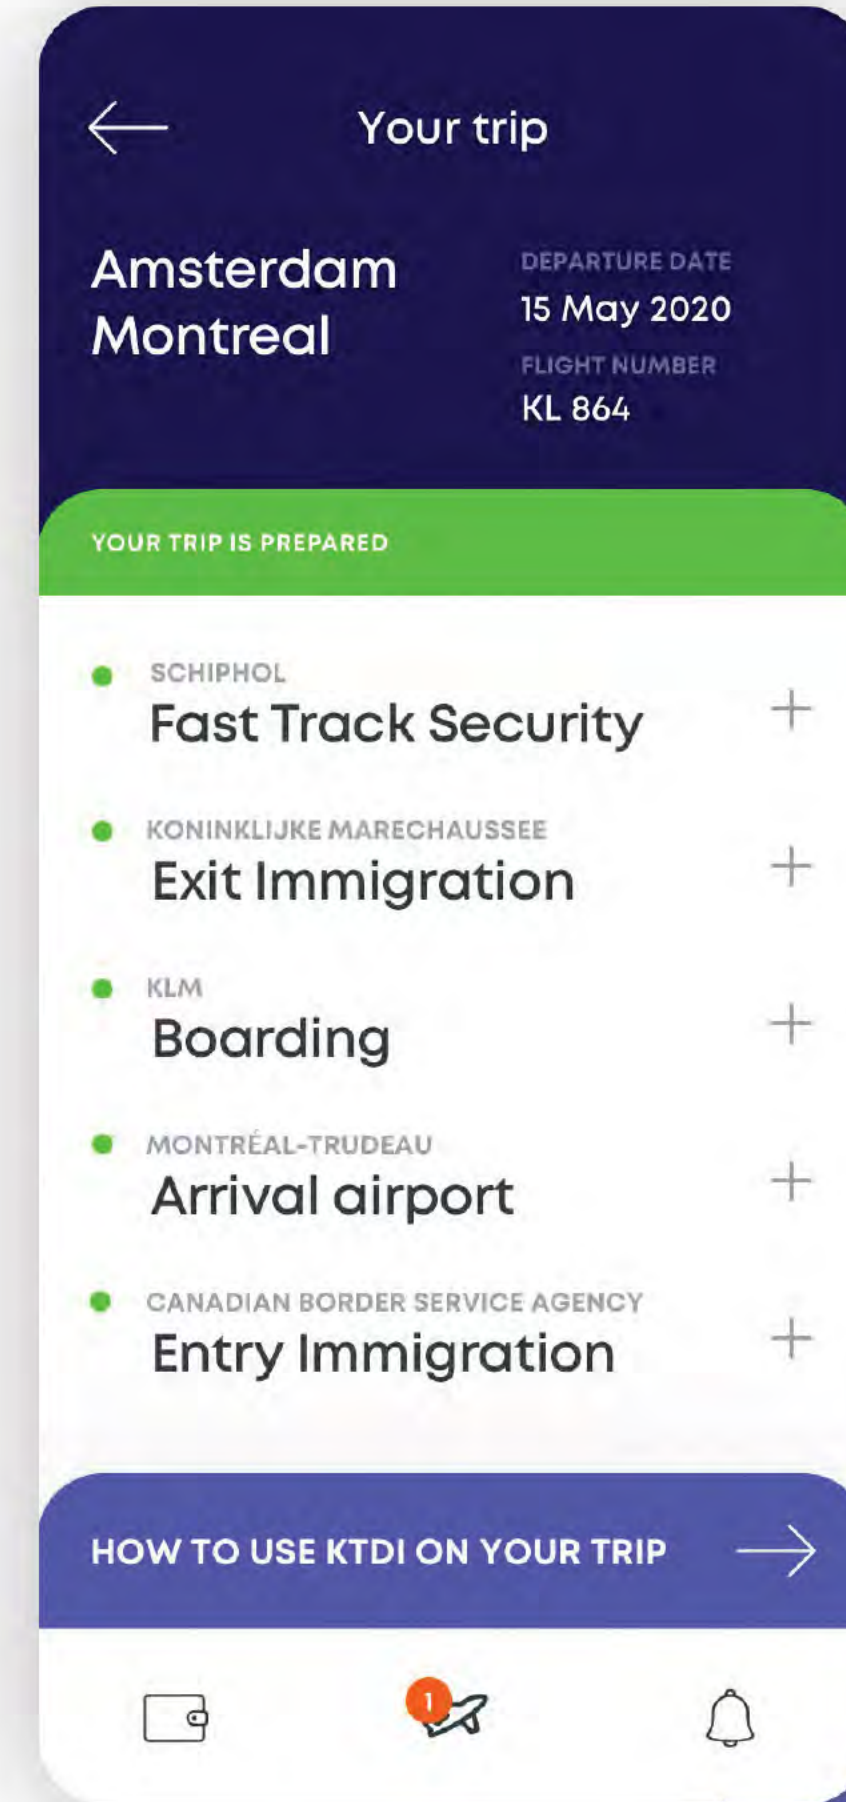 Your trip
Amsterdam
Montreal
DEPARTURE DATE
15 May 2020
FLIGHT NUMBER
KL 864
YOUR TRIP IS PREPARED
SCHIPHOL
Fast Track Security
KONINKLIJKE MARECHAUSSEE
Exit Immigration
KLM
Boarding
MONTRÉAL-TRUDEAU
Arrival airport
CANADIAN BORDER SERVICE AGENCY
Entry Immigration
HOW TO USE KTDI ON YOUR TRIP
1